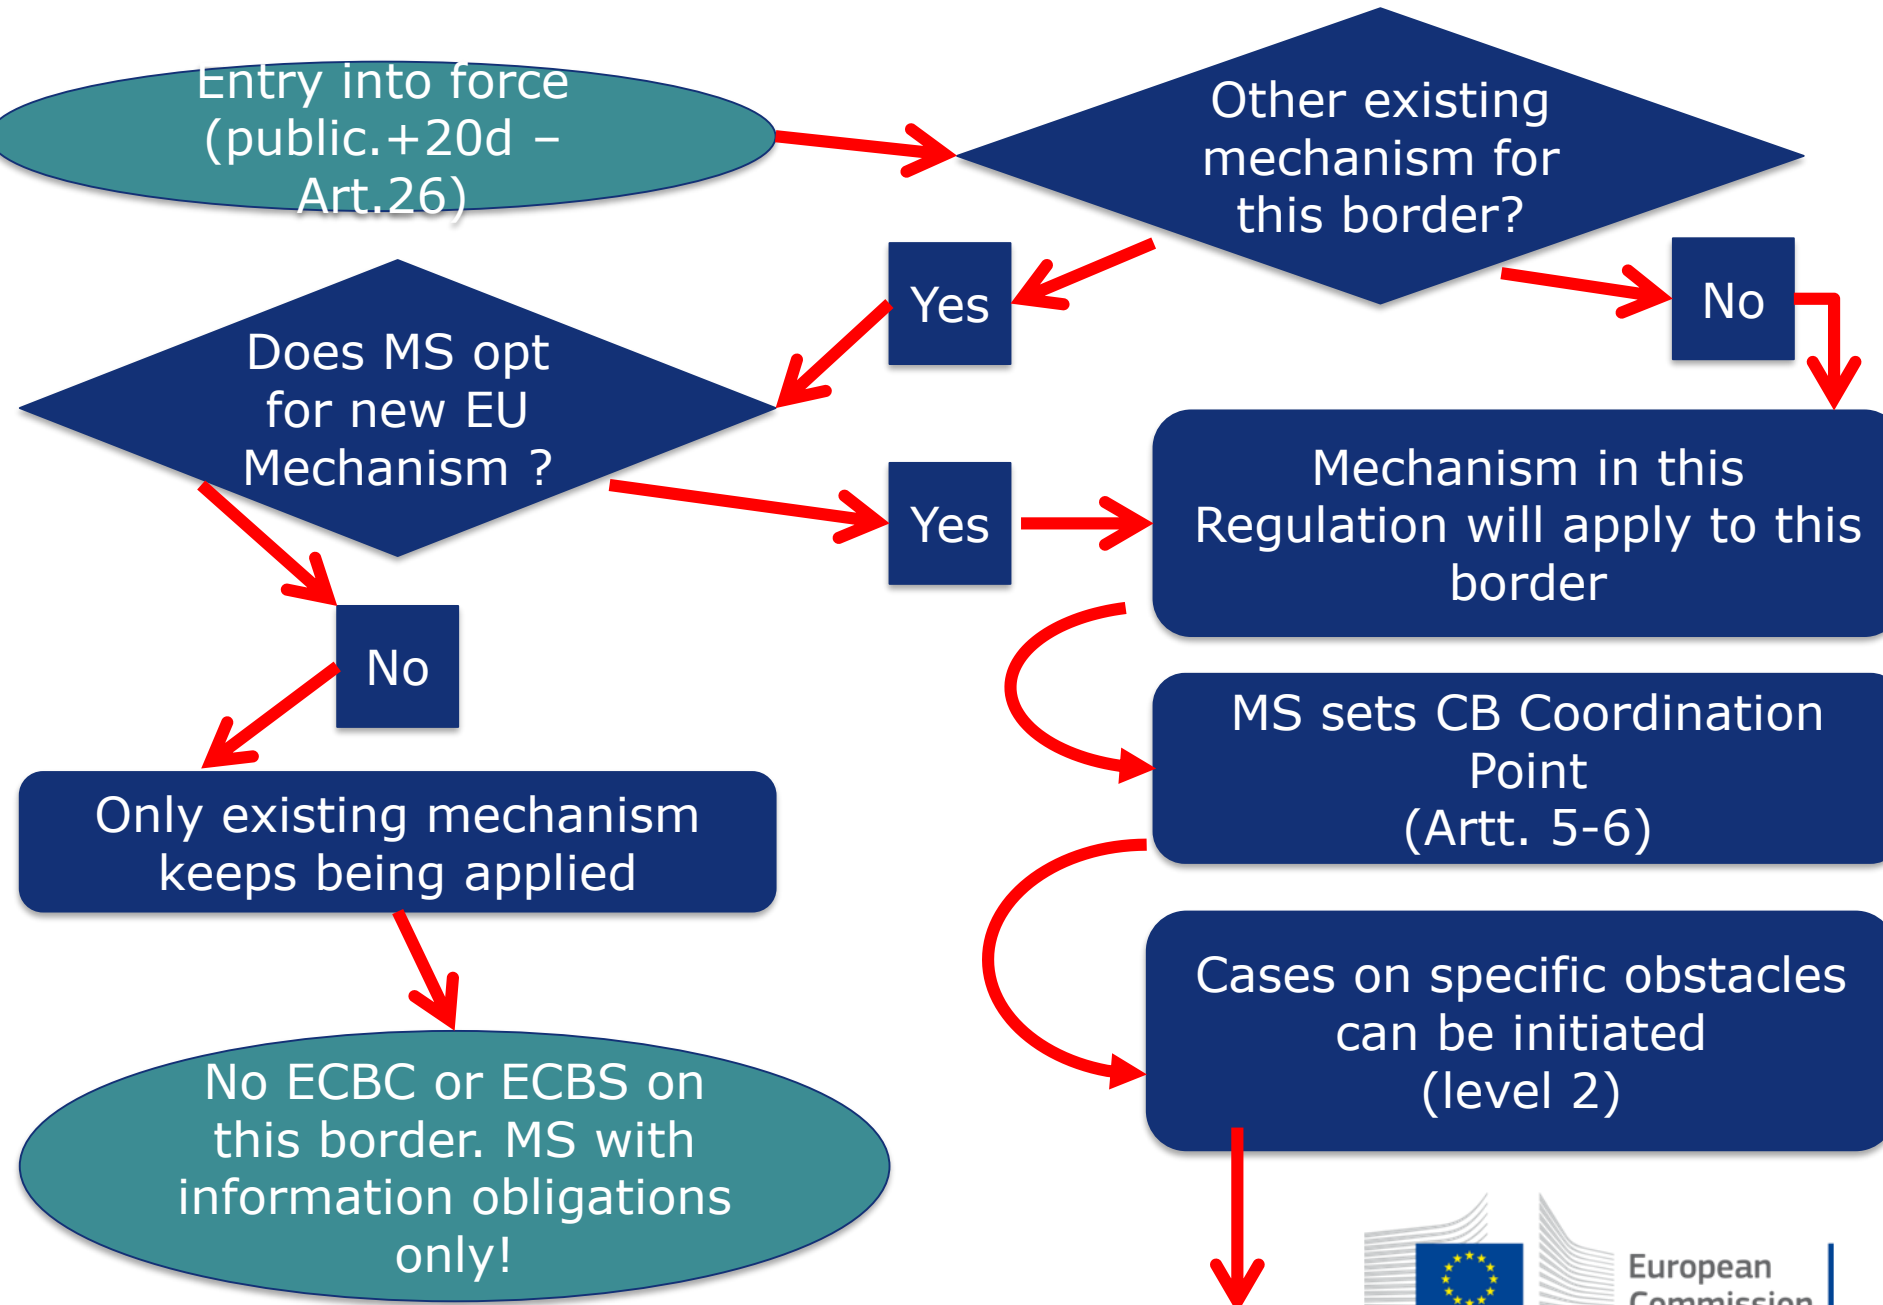 Entry into force
(public.+20d –
Art.26)
Other existing
mechanism for
this border?
Yes
No
Does MS opt
for new EU
Mechanism ?
Yes
Mechanism in this
Regulation will apply to this
border
No
MS sets CB Coordination
Point
(Artt. 5-6)
Only existing mechanism
keeps being applied
Cases on specific obstacles
can be initiated
(level 2)
No ECBC or ECBS on
this border. MS with
information obligations
only!
European
Commission